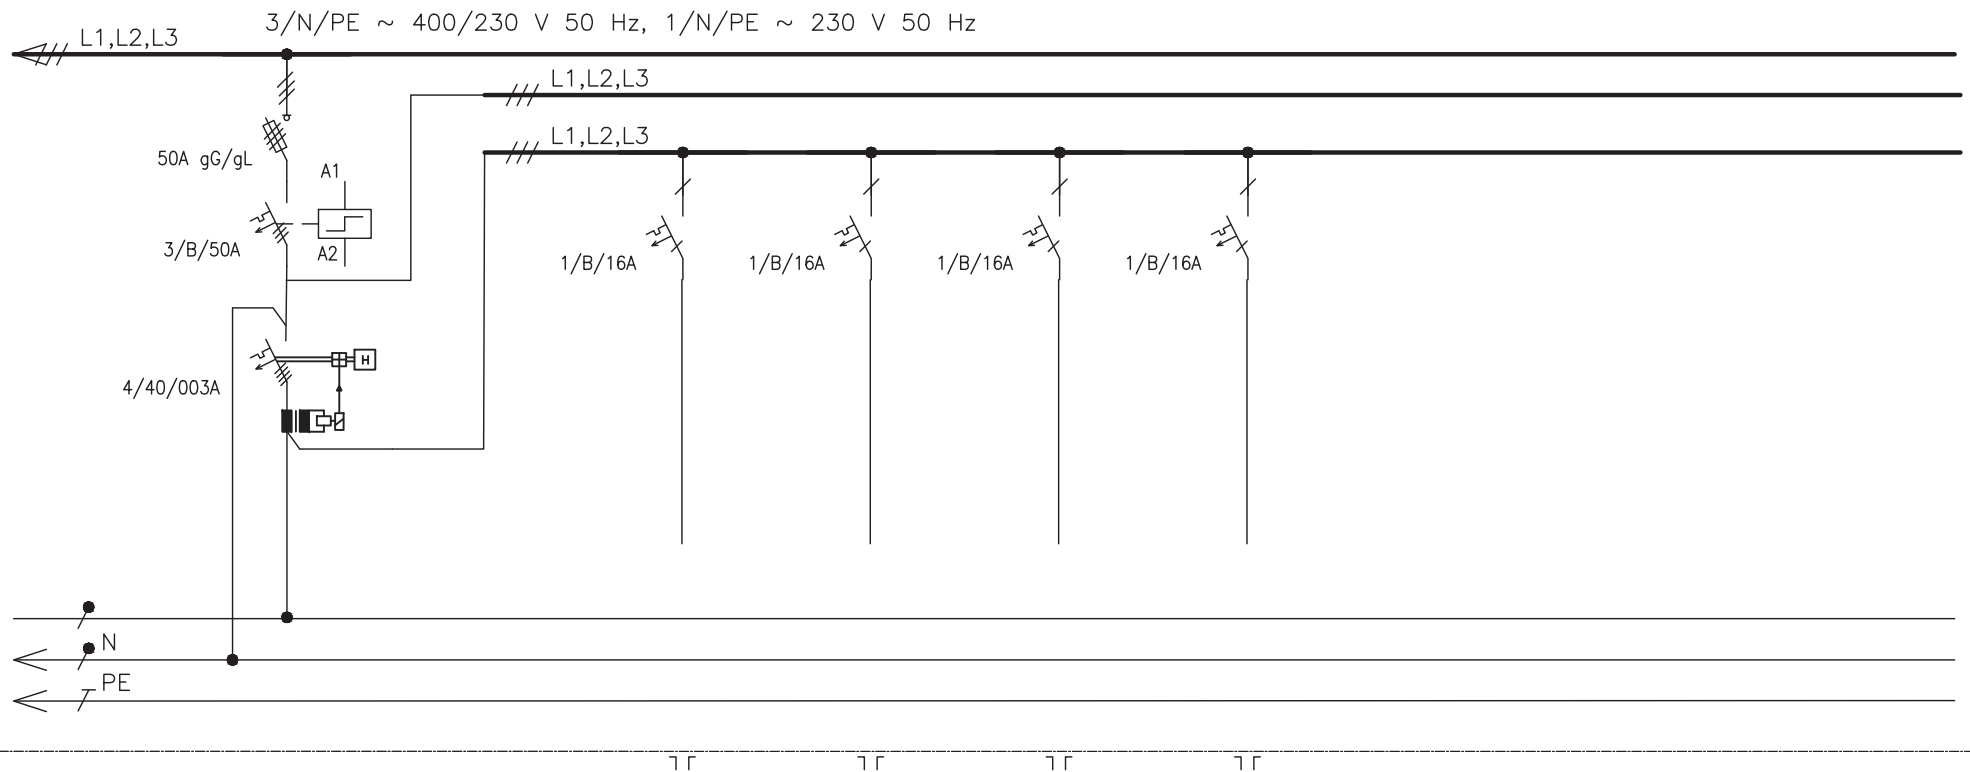 3/N/PE ~ 400/230 V 50 Hz, 1/N/PE ~ 230 V 50 Hz
L1,L2,L3
L1,L2,L3
L1,L2,L3
50A gG/gL
A1
3/B/50A
A2
1/B/16A 1/B/16A 1/B/16A 1/B/16A
H
4/40/003A
N
PE